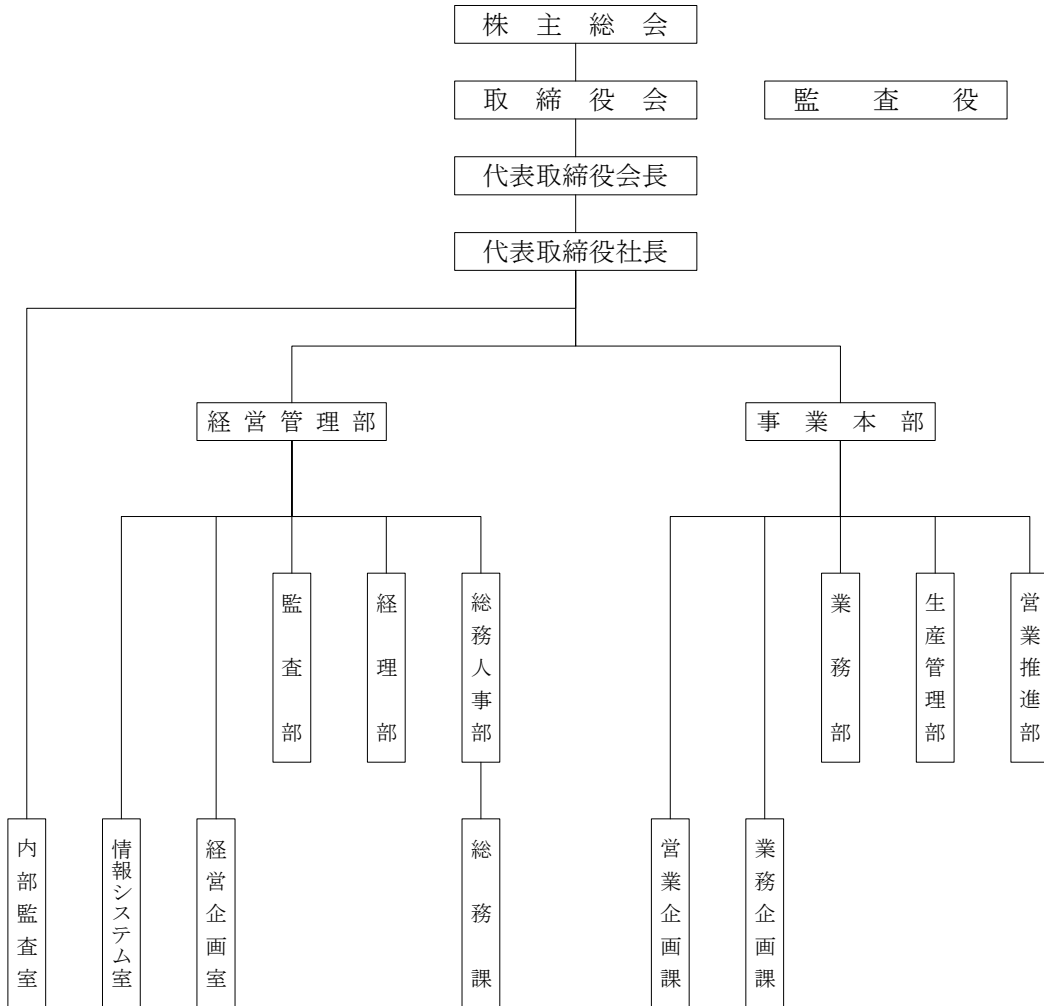 株主総会
取締役会
監査役
代表取締役会長
代表取締役社長
経営管理部
事業本部
監査部
経理部
総務人事部
業務部
生産管理部
営業推進部
内部監査室
情報システム室
経営企画室
総務課
営業企画課
業務企画課